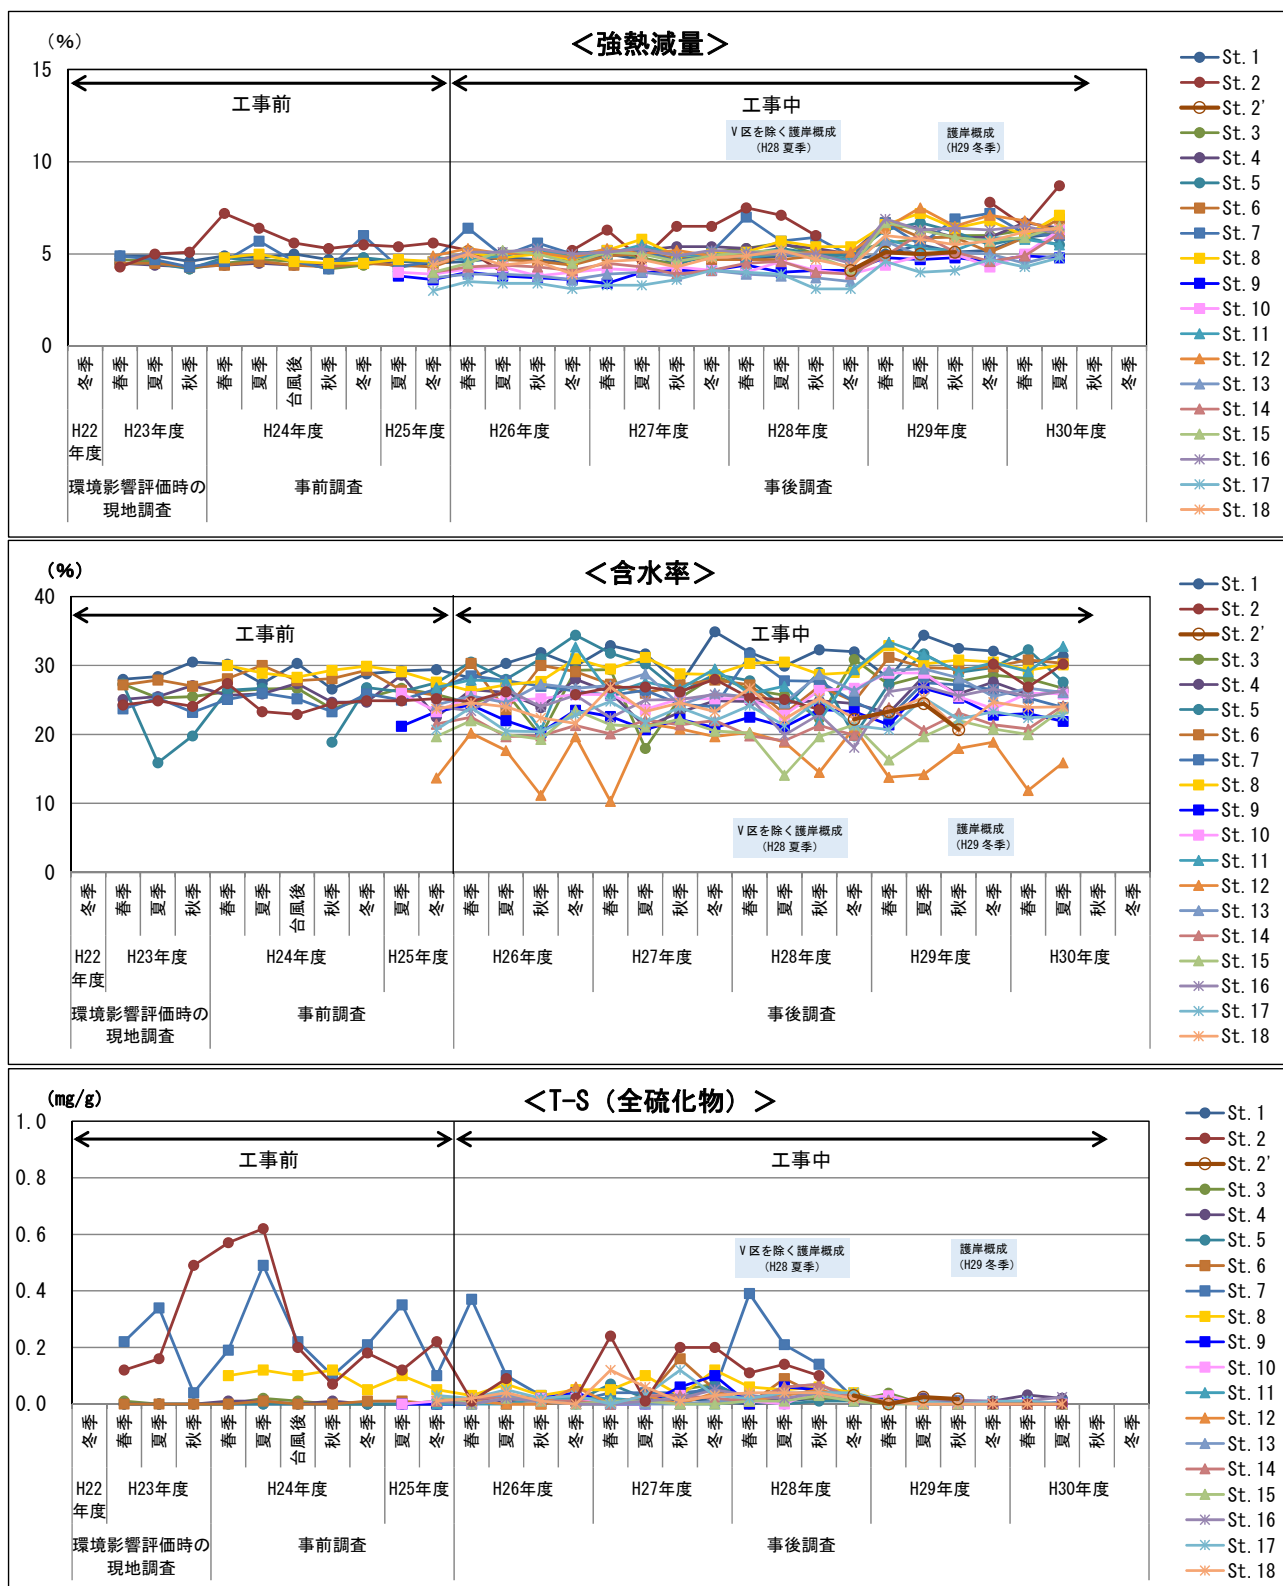 ＜強熱減量＞
（%）
15
10
5
0
工事前
工事中
Ⅴ区を除く護岸概成
（H28 夏季）
護岸概成
（H29 冬季）
冬季 春季 夏季 秋季 春季 夏季 台風後 秋季 冬季 夏季 冬季 春季 夏季 秋季 冬季 春季 夏季 秋季 冬季 春季 夏季 秋季 冬季 春季 夏季 秋季 冬季 春季 夏季 秋季 冬季
H22年度 H23年度 H24年度 H25年度 H26年度 H27年度 H28年度 H29年度 H30年度
環境影響評価時の
現地調査
事前調査
事後調査
St. 1
St. 2
St. 2'
St. 3
St. 4
St. 5
St. 6
St. 7
St. 8
St. 9
St. 10
St. 11
St. 12
St. 13
St. 14
St. 15
St. 16
St. 17
St. 18
＜含水率＞
（%）
40
30
20
10
0
工事前
工事中
Ⅴ区を除く護岸概成
（H28 夏季）
護岸概成
（H29 冬季）
冬季 春季 夏季 秋季 春季 夏季 台風後 秋季 冬季 夏季 冬季 春季 夏季 秋季 冬季 春季 夏季 秋季 冬季 春季 夏季 秋季 冬季 春季 夏季 秋季 冬季 春季 夏季 秋季 冬季
H22年度 H23年度 H24年度 H25年度 H26年度 H27年度 H28年度 H29年度 H30年度
環境影響評価時の
現地調査
事前調査
事後調査
St. 1
St. 2
St. 2'
St. 3
St. 4
St. 5
St. 6
St. 7
St. 8
St. 9
St. 10
St. 11
St. 12
St. 13
St. 14
St. 15
St. 16
St. 17
St. 18
＜T-S（全硫化物）＞
(mg/g)
1.0
0.8
0.6
0.4
0.2
0.0
工事前
工事中
Ⅴ区を除く護岸概成
（H28 夏季）
護岸概成
（H29 冬季）
冬季 春季 夏季 秋季 春季 夏季 台風後 秋季 冬季 夏季 冬季 春季 夏季 秋季 冬季 春季 夏季 秋季 冬季 春季 夏季 秋季 冬季 春季 夏季 秋季 冬季 春季 夏季 秋季 冬季
H22年度 H23年度 H24年度 H25年度 H26年度 H27年度 H28年度 H29年度 H30年度
環境影響評価時の
現地調査
事前調査
事後調査
St. 1
St. 2
St. 2'
St. 3
St. 4
St. 5
St. 6
St. 7
St. 8
St. 9
St. 10
St. 11
St. 12
St. 13
St. 14
St. 15
St. 16
St. 17
St. 18